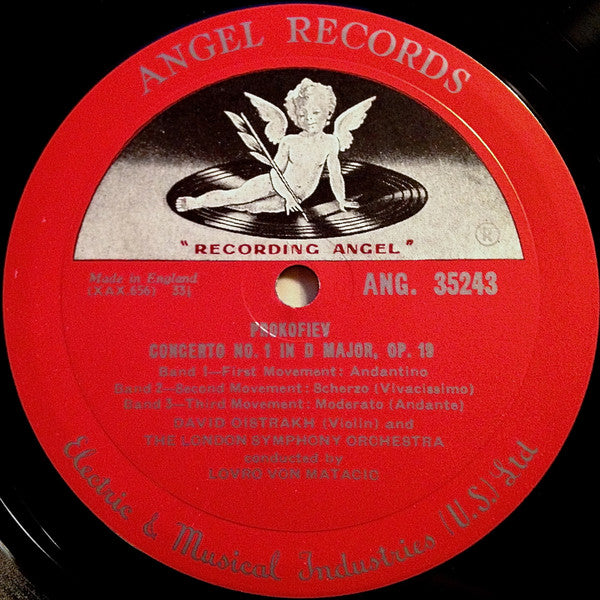 ANGEL RECORDS
"RECORDING ANGEL"
®
Made in England
(X.A.X 656) 33⅓
ANG. 35243
PROKOFIEV
CONCERTO NO. 1 IN D MAJOR, OP. 19
Band 1—First Movement: Andantino
Band 2—Second Movement: Scherzo (Vivacissimo)
Band 3—Third Movement: Moderato (Andante)
DAVID OISTRAKH (Violin) and
THE LONDON SYMPHONY ORCHESTRA
conducted by
LOVRO VON MATACIC
Electric & Musical Industries (U.S.) Ltd